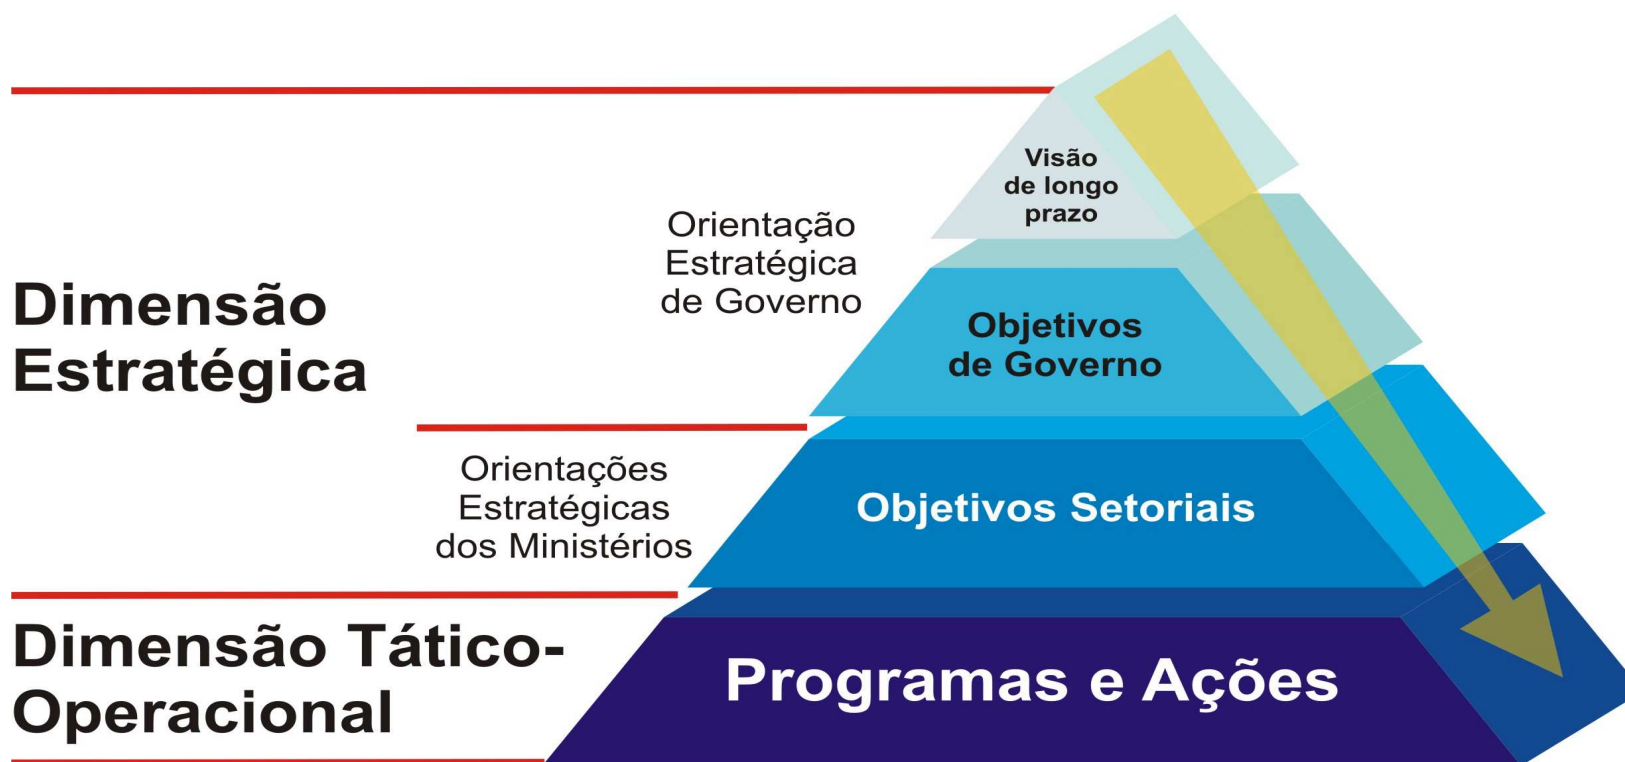 Visão
de longo
prazo
Orientação
Estratégica
de Governo
Dimensão
Estratégica
Objetivos
de Governo
Orientações
Estratégicas
dos Ministérios
Objetivos Setoriais
Dimensão Tático-
Operacional
Programas e Ações